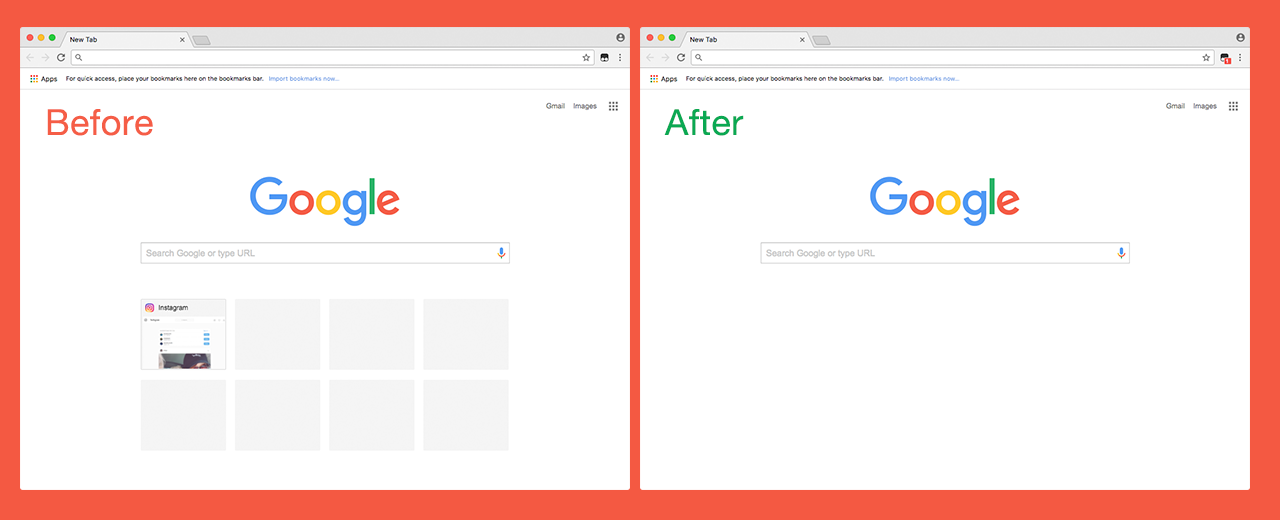 New Tab
Apps For quick access, place your bookmarks here on the bookmarks bar. Import bookmarks now...
Gmail Images
Before
Google
Search Google or type URL
Instagram
New Tab
Apps For quick access, place your bookmarks here on the bookmarks bar. Import bookmarks now...
Gmail Images
After
Google
Search Google or type URL